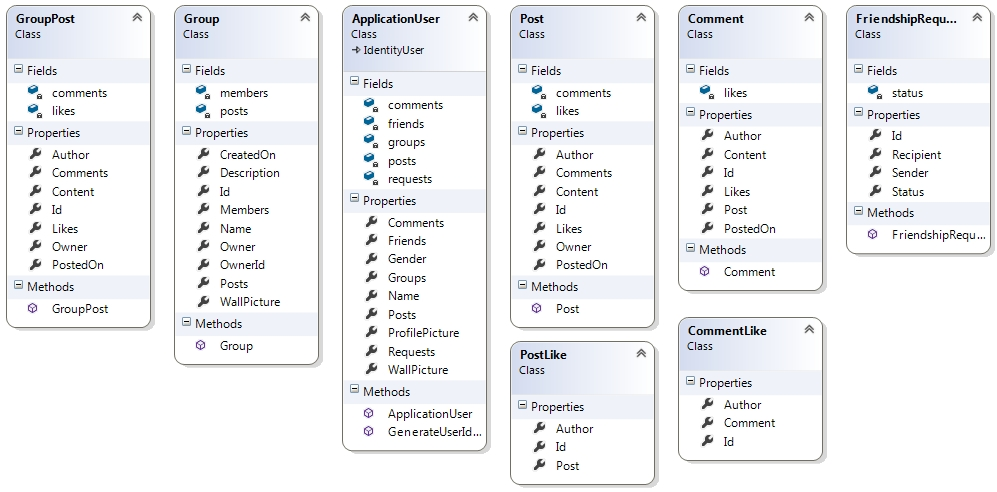 GroupPost
Class
Fields
comments
likes
Properties
Author
Comments
Content
Id
Likes
Owner
PostedOn
Methods
GroupPost
Group
Class
Fields
members
posts
Properties
CreatedOn
Description
Id
Members
Name
Owner
OwnerId
Posts
WallPicture
Methods
Group
ApplicationUser
Class
IdentityUser
Fields
comments
friends
groups
posts
requests
Properties
Comments
Friends
Gender
Groups
Name
Posts
ProfilePicture
Requests
WallPicture
Methods
ApplicationUser
GenerateUserId...
Post
Class
Fields
comments
likes
Properties
Author
Comments
Content
Id
Likes
Owner
PostedOn
Methods
Post
PostLike
Class
Properties
Author
Id
Post
Comment
Class
Fields
likes
Properties
Author
Content
Id
Likes
Post
PostedOn
Methods
Comment
CommentLike
Class
Properties
Author
Comment
Id
FriendshipRequ...
Class
Fields
status
Properties
Id
Recipient
Sender
Status
Methods
FriendshipRequ...